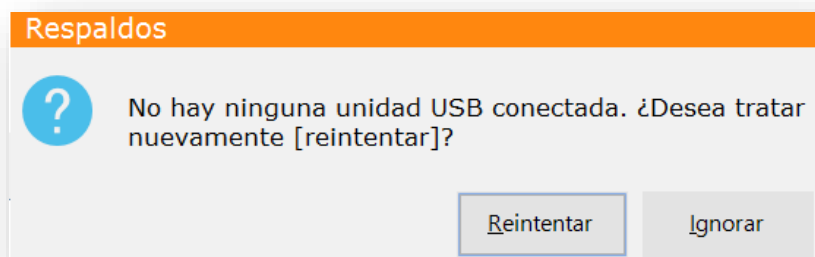 Respaldos
No hay ninguna unidad USB conectada. ¿Desea tratar
nuevamente [reintentar]?
Reintentar
Ignorar